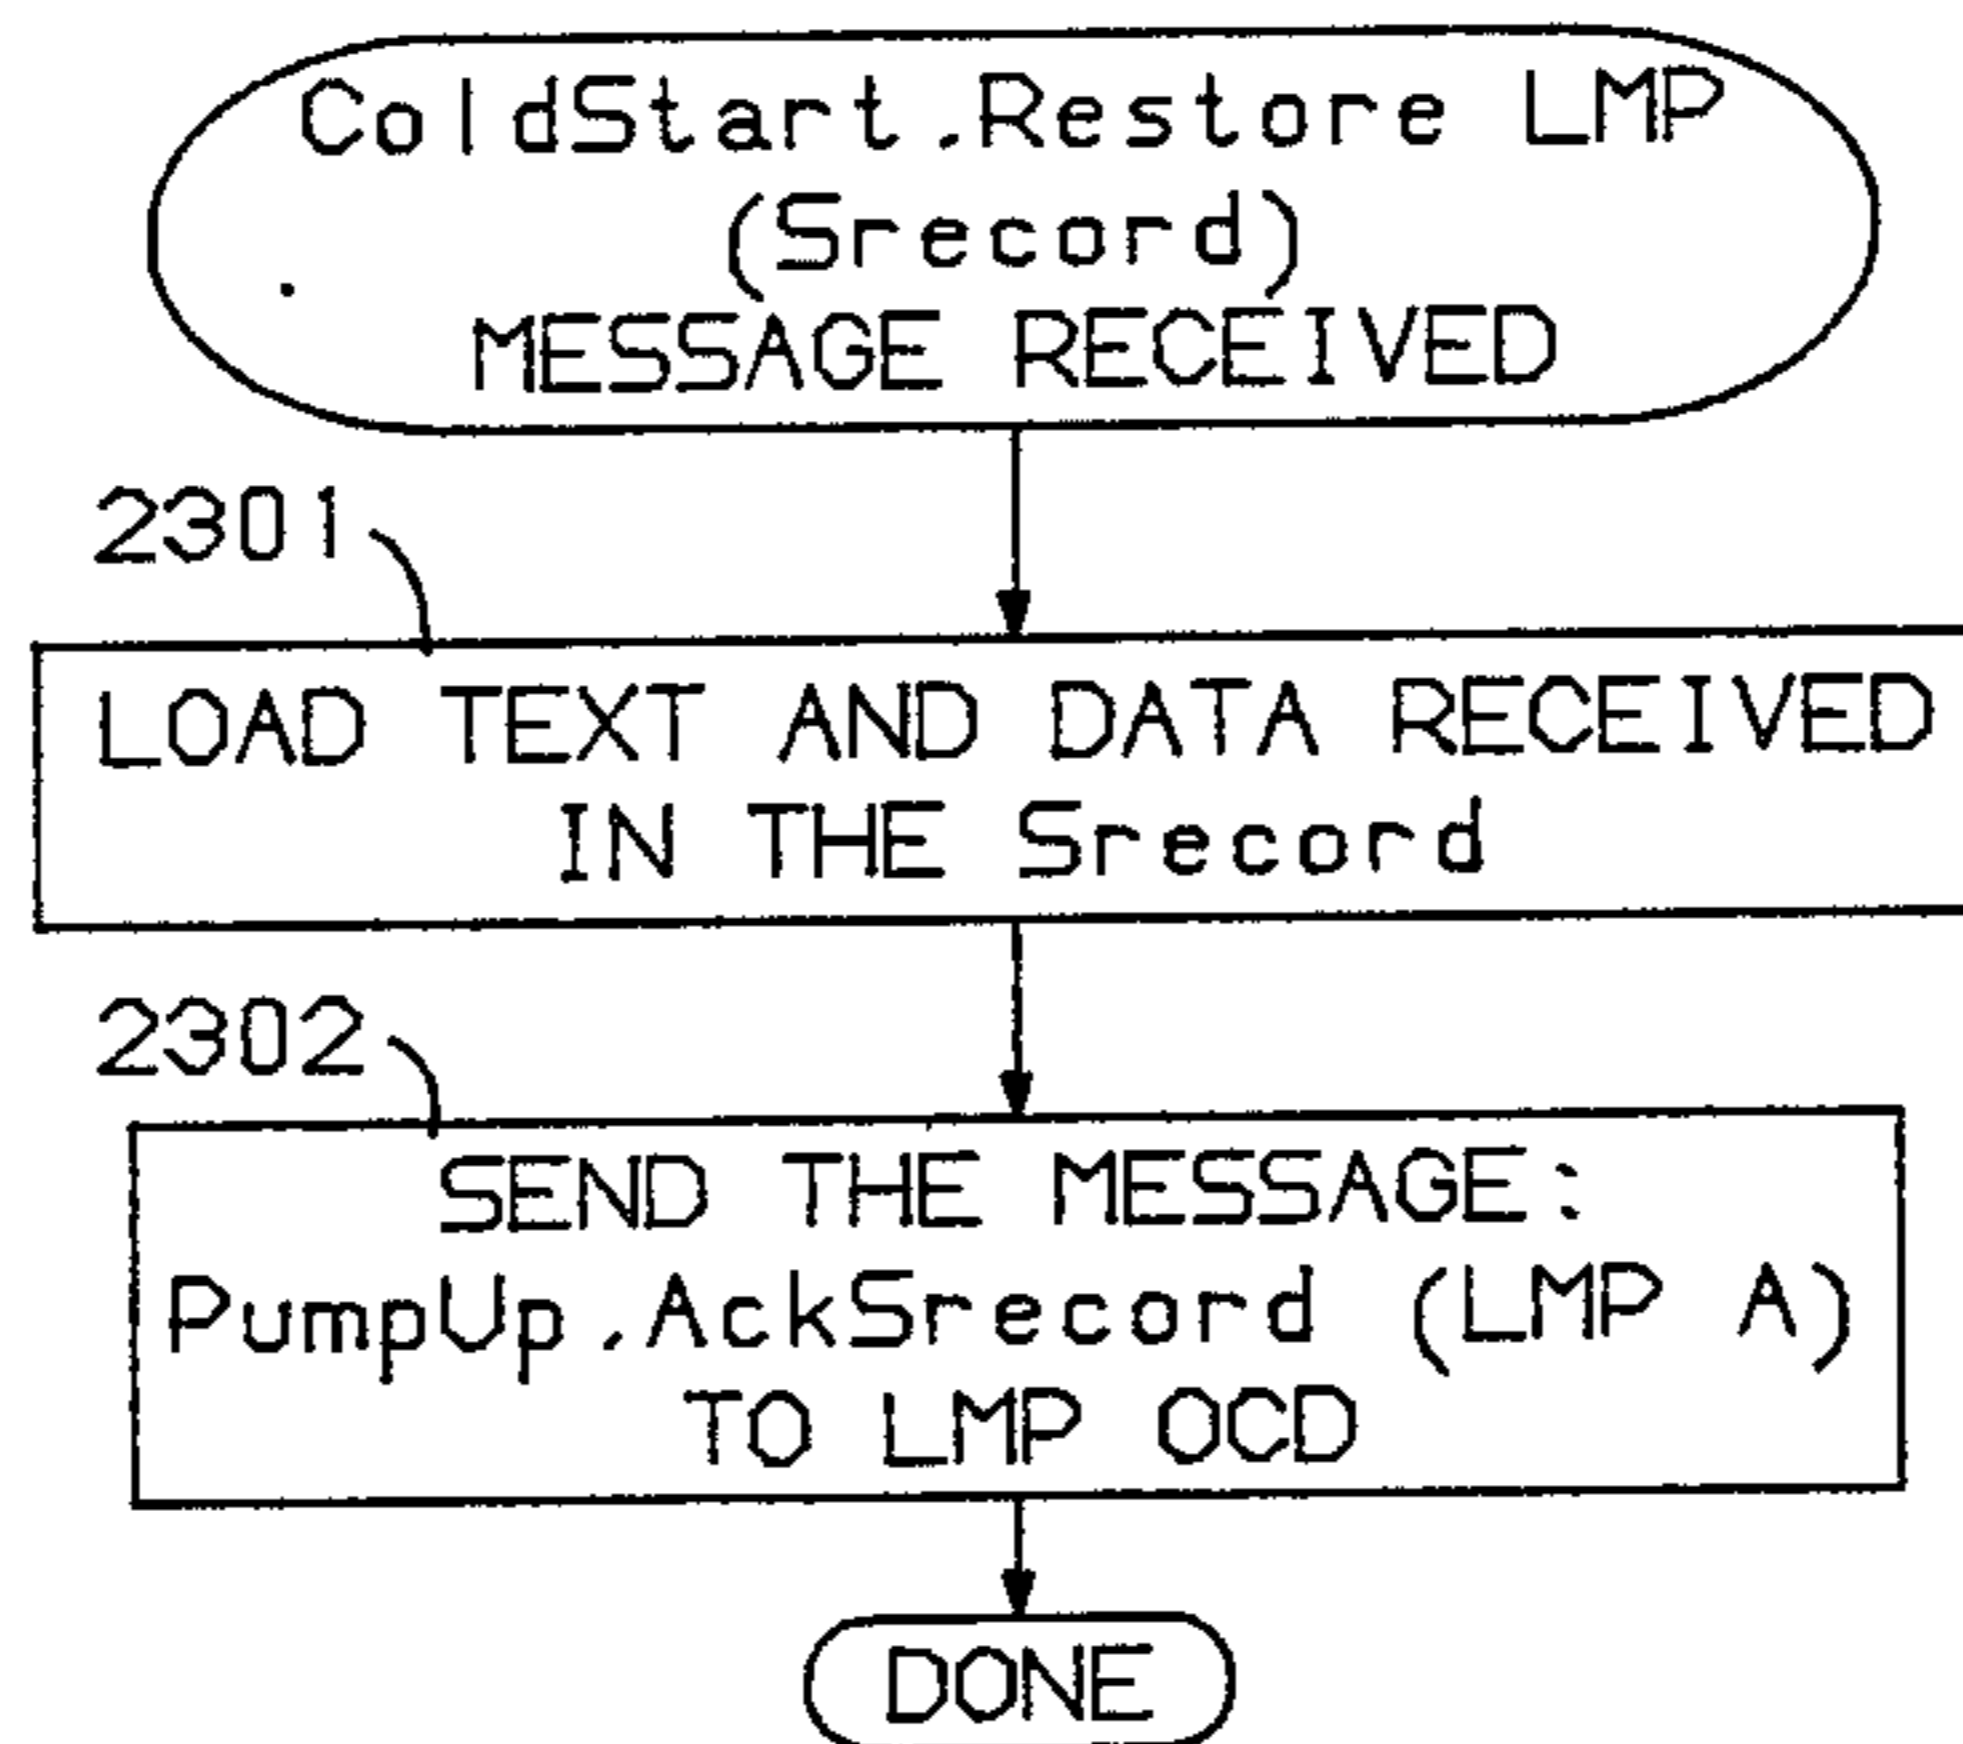 ColdStart.Restore LMP
(Srecord)
MESSAGE RECEIVED
2301
LOAD TEXT AND DATA RECEIVED
IN THE Srecord
2302
SEND THE MESSAGE:
PumpUp.AckSrecord (LMP A)
TO LMP OCD
DONE